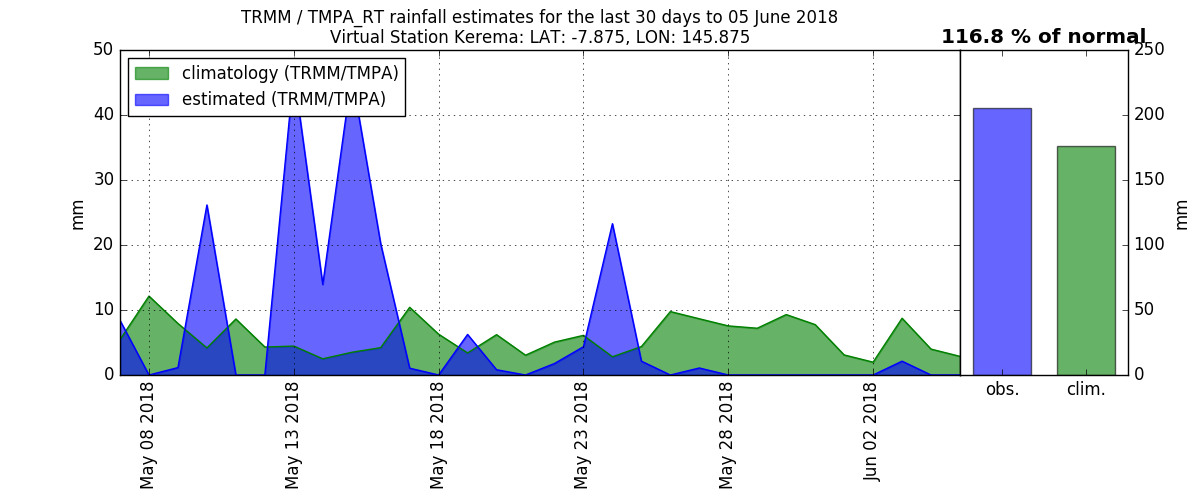 TRMM / TMPA_RT rainfall estimates for the last 30 days to 05 June 2018
Virtual Station Kerema: LAT: -7.875, LON: 145.875
116.8 % of normal
climatology (TRMM/TMPA)
estimated (TRMM/TMPA)
50
40
30
20
10
0
mm
May 08 2018
May 13 2018
May 18 2018
May 23 2018
May 28 2018
Jun 02 2018
obs.
clim.
250
200
150
100
50
0
mm